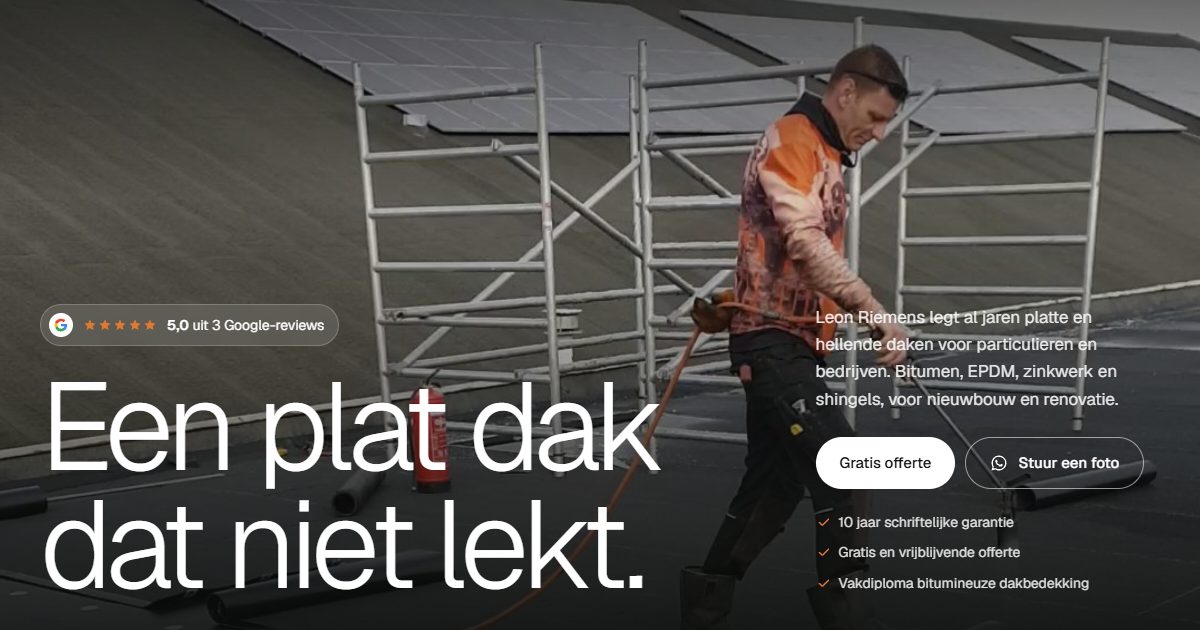 5,0 uit 3 Google-reviews
Een plat dak
dat niet lekt.
Leon Riemens legt al jaren platte en
hellende daken voor particulieren en
bedrijven. Bitumen, EPDM, zinkwerk en
shingels, voor nieuwbouw en renovatie.
Gratis offerte
Stuur een foto
10 jaar schriftelijke garantie
Gratis en vrijblijvende offerte
Vakdiploma bitumineuze dakbedekking